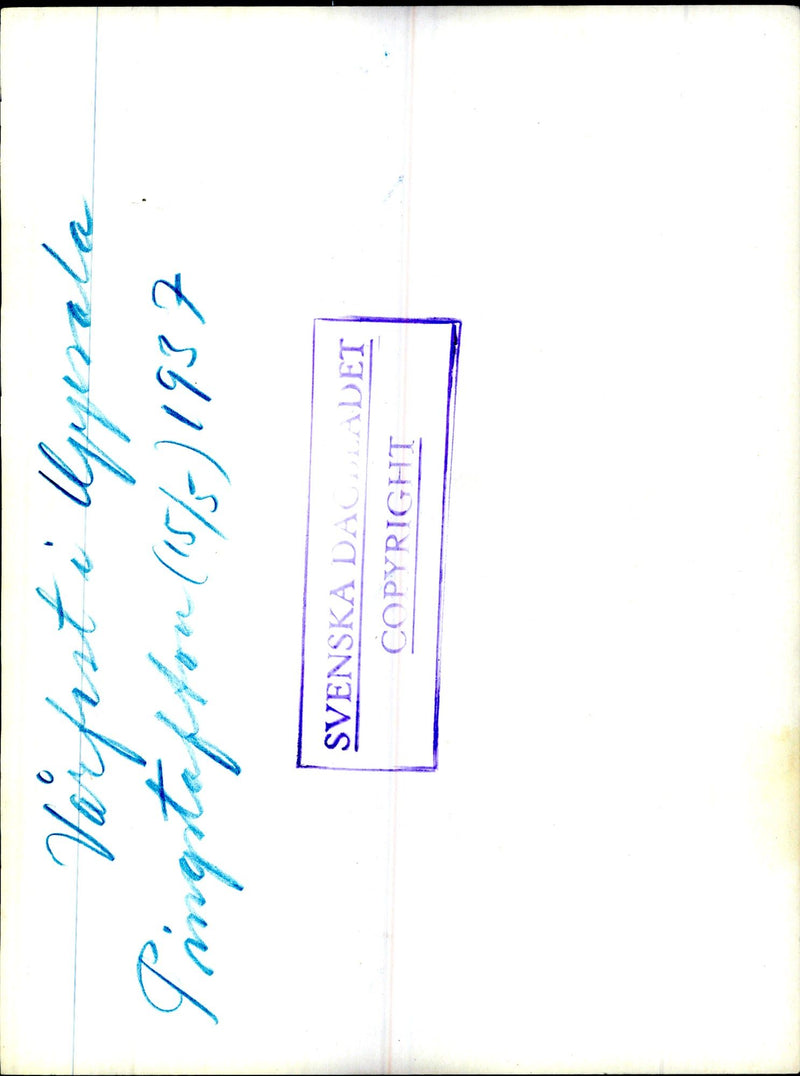 Vårfest i Uppsala
Pingstafton (15/5-) 1937
SVENSKA DAGBLADET
COPYRIGHT